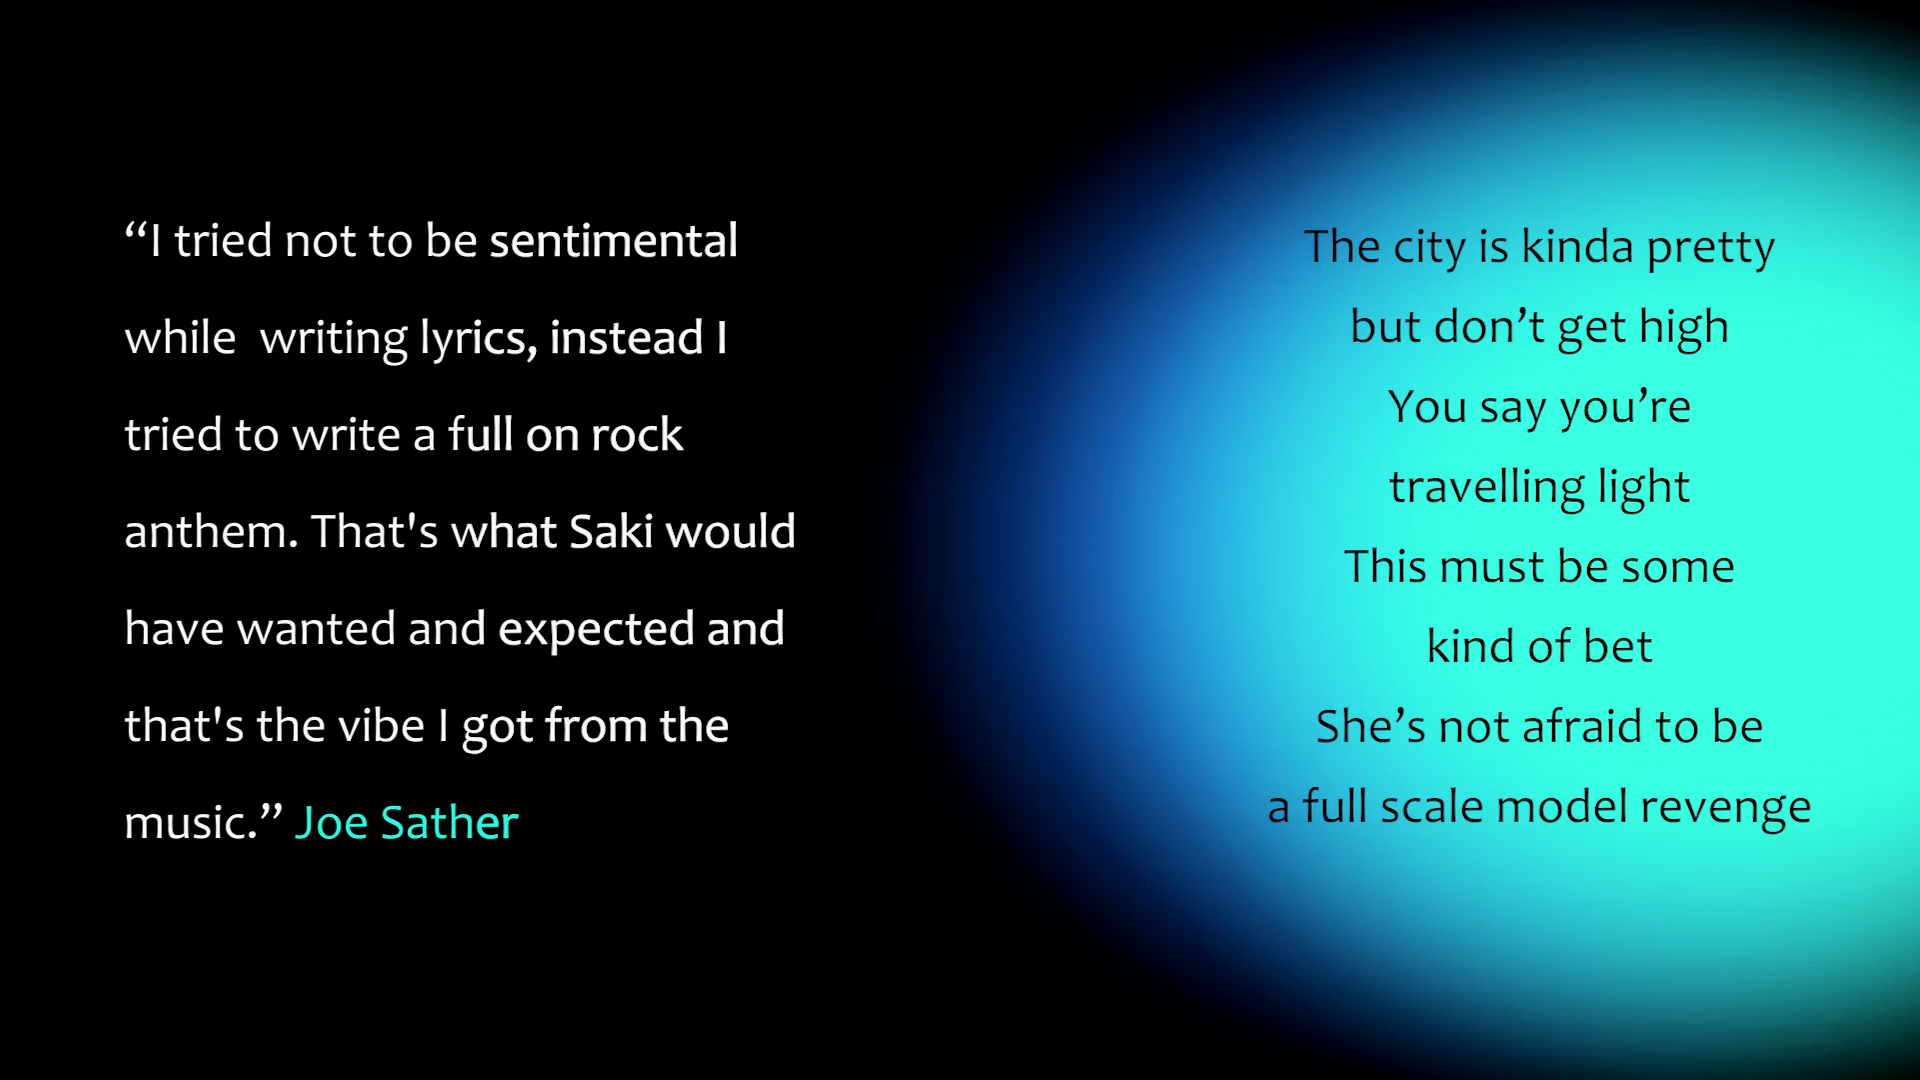 “I tried not to be sentimental
while  writing lyrics, instead I
tried to write a full on rock
anthem. That's what Saki would
have wanted and expected and
that's the vibe I got from the
music.” Joe Sather
The city is kinda pretty
but don’t get high
You say you’re
travelling light
This must be some
kind of bet
She’s not afraid to be
a full scale model revenge